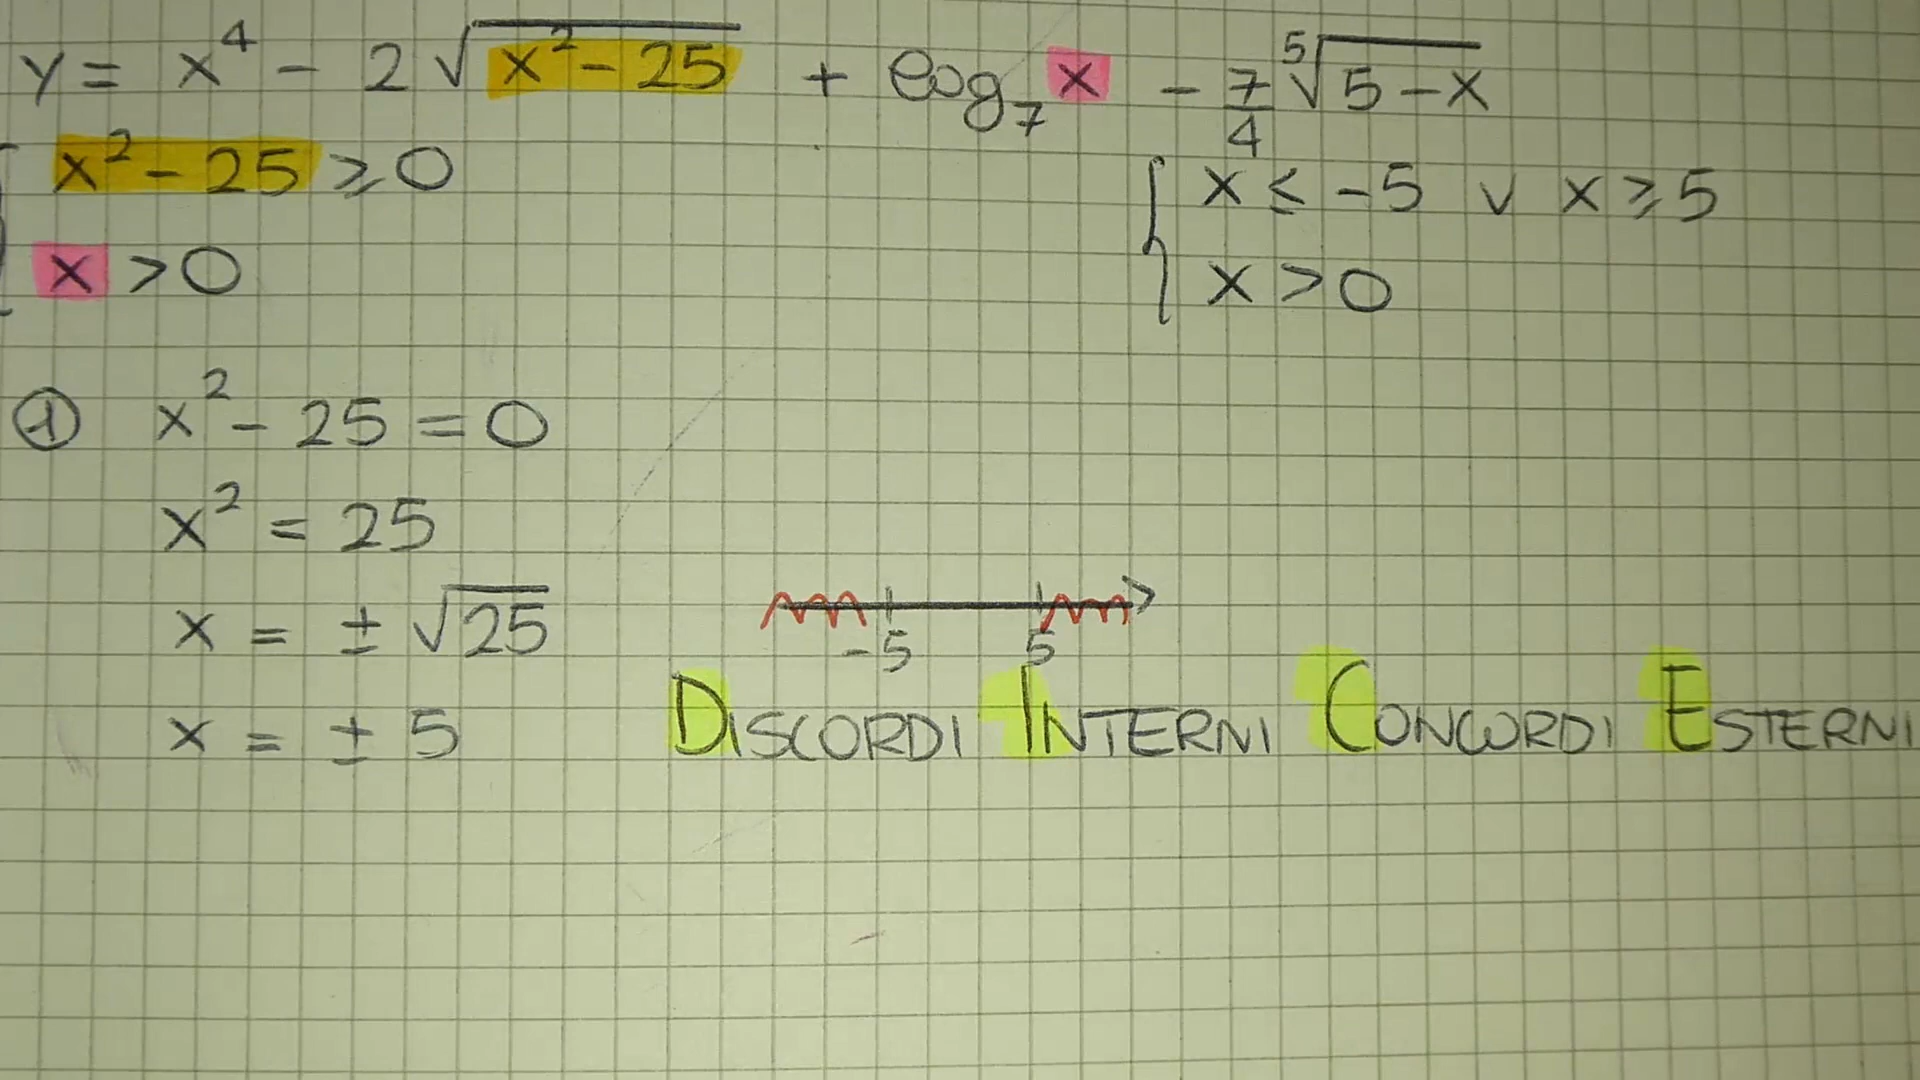 y = x⁴ - 2√(x² - 25) + log₇ x - 7/4 ⁵√(5 - x)
x² - 25 ≥ 0
x > 0
{ x ≤ -5 ∨ x ≥ 5
x > 0
① x² - 25 = 0
x² = 25
x = ± √25
x = ± 5
-5 5
DISCORDI INTERNI CONCORDI ESTERNI